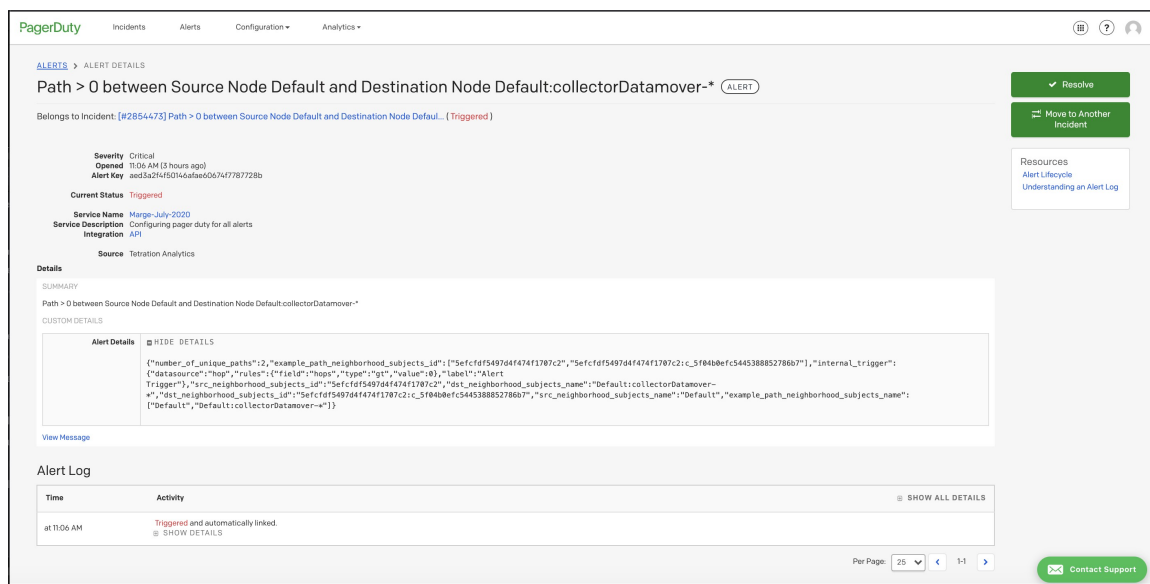 PagerDuty Incidents Alerts Configuration Analytics ?
ALERTS > ALERT DETAILS
Path > 0 between Source Node Default and Destination Node Default:collectorDatamover-* ALERT
Resolve
Move to Another
Incident
Belongs to Incident: [#2854473] Path > 0 between Source Node Default and Destination Node Defaul... ( Triggered )
Resources
Alert Lifecycle
Understanding an Alert Log
Severity Critical
Opened 11:06 AM (3 hours ago)
Alert Key aed3a2f4f50146afae60674f7787728b
Current Status Triggered
Service Name Marge-July-2020
Service Description Configuring pager duty for all alerts
Integration API
Source Tetration Analytics
Details
SUMMARY
Path > 0 between Source Node Default and Destination Node Default:collectorDatamover-*
CUSTOM DETAILS
Alert Details HIDE DETAILS
{"number_of_unique_paths":2,"example_path_neighborhood_subjects_id":["5efcfdf5497d4f474f1707c2","5efcfdf5497d4f474f1707c2:c_5f04b0efc5445388852786b7"],"internal_trigger":
{"datasource":"hop","rules":{"field":"hops","type":"gt","value":0},"label":"Alert
Trigger"},"src_neighborhood_subjects_id":"5efcfdf5497d4f474f1707c2","dst_neighborhood_subjects_name":"Default:collectorDatamover-
*","dst_neighborhood_subjects_id":"5efcfdf5497d4f474f1707c2:c_5f04b0efc5445388852786b7","src_neighborhood_subjects_name":"Default","example_path_neighborhood_subjects_name":
["Default","Default:collectorDatamover-*"]}
View Message
Alert Log
Time Activity SHOW ALL DETAILS
at 11:06 AM Triggered and automatically linked.
SHOW DETAILS
Per Page: 25 1-1
Contact Support